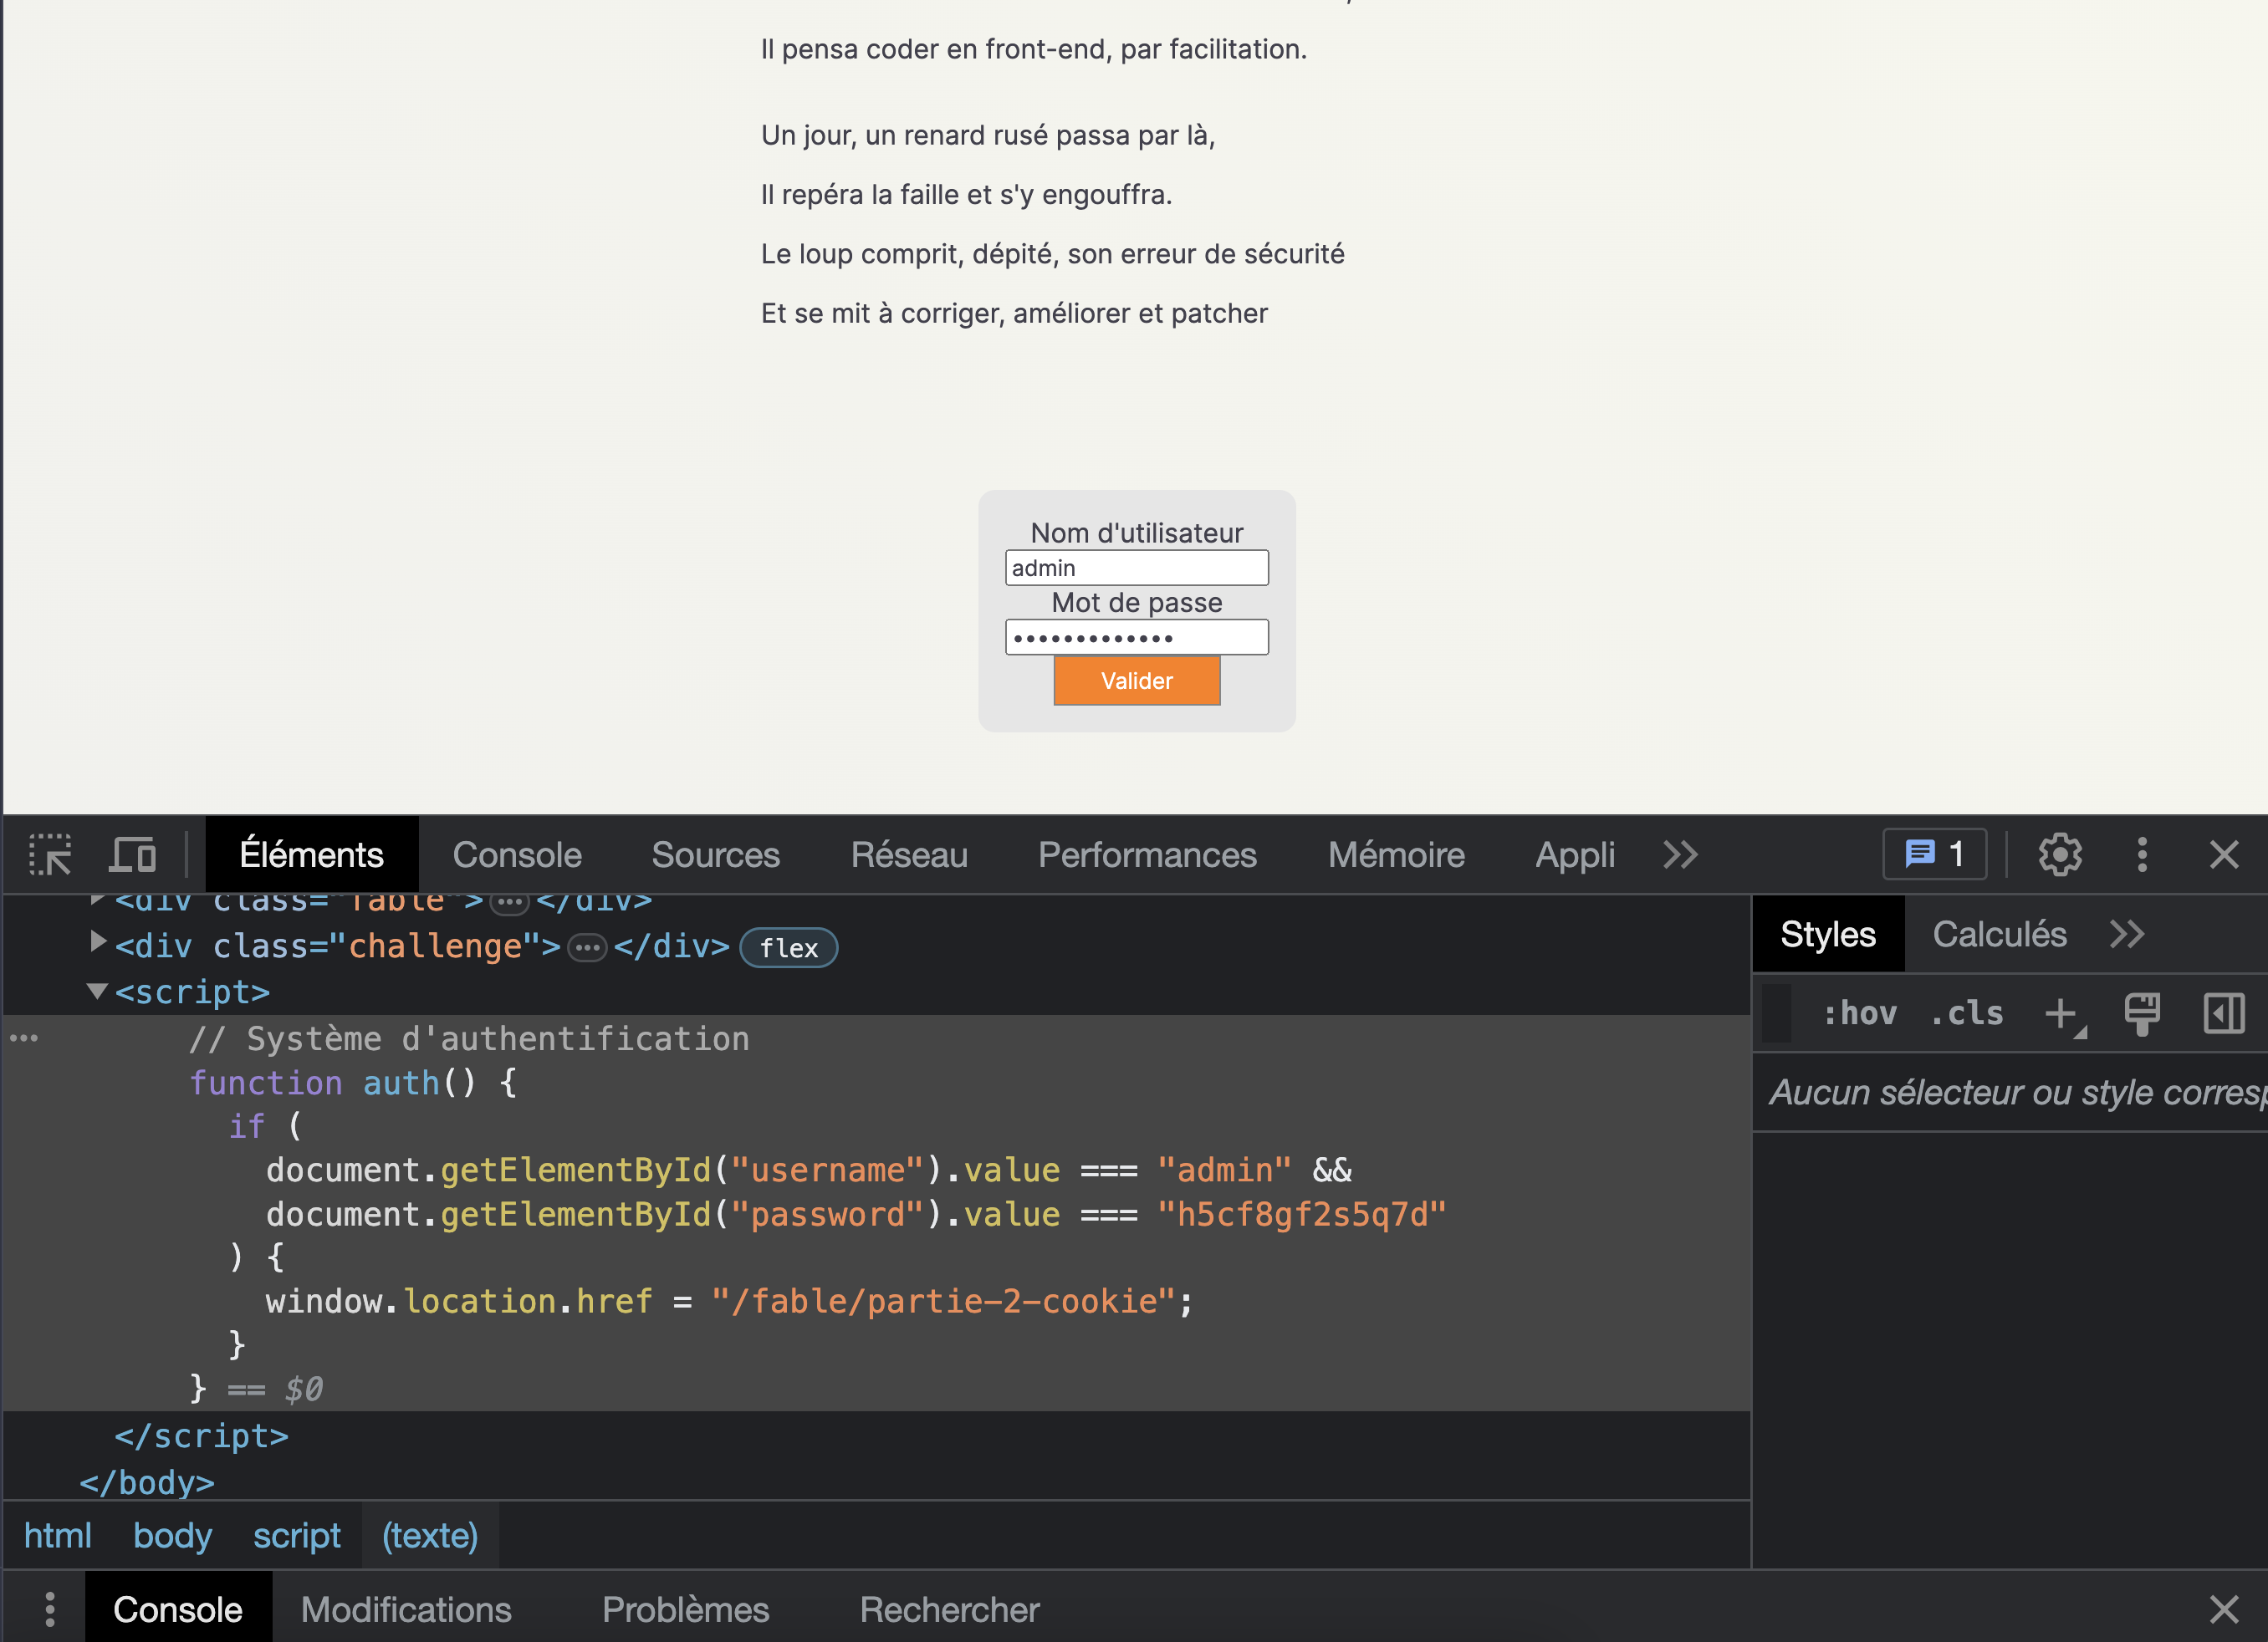 Il pensa coder en front-end, par facilitation.
Un jour, un renard rusé passa par là,
Il repéra la faille et s'y engouffra.
Le loup comprit, dépité, son erreur de sécurité
Et se mit à corriger, améliorer et patcher
Nom d'utilisateur
admin
Mot de passe
•••••••••••••
Valider
Éléments Console Sources Réseau Performances Mémoire Appli 1
<div class="fable"> ••• </div>
<div class="challenge"> ••• </div> flex
<script>
// Système d'authentification
function auth() {
if (
document.getElementById("username").value === "admin" &&
document.getElementById("password").value === "h5cf8gf2s5q7d"
) {
window.location.href = "/fable/partie-2-cookie";
}
} == $0
</script>
</body>
html body script (texte)
Styles Calculés
:hov .cls
Aucun sélecteur ou style corresp
Console Modifications Problèmes Rechercher